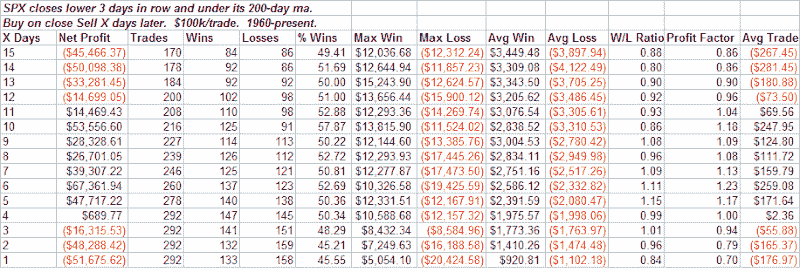 SPX closes lower 3 days in row and under its 200-day ma.
Buy on close Sell X days later. $100k/trade. 1960-present.
X Days Net Profit Trades Wins Losses % Wins Max Win Max Loss Avg Win Avg Loss W/L Ratio Profit Factor Avg Trade
15 ($45,466.37) 170 84 86 49.41 $12,036.68 ($12,312.24) $3,449.48 ($3,897.94) 0.88 0.86 ($267.45)
14 ($50,098.38) 178 92 86 51.69 $12,644.94 ($11,857.23) $3,309.08 ($4,122.49) 0.80 0.86 ($281.45)
13 ($33,281.45) 184 92 92 50.00 $15,243.90 ($12,624.57) $3,343.50 ($3,705.25) 0.90 0.90 ($180.88)
12 ($14,699.05) 200 102 98 51.00 $13,656.44 ($15,900.12) $3,205.62 ($3,486.45) 0.92 0.96 ($73.50)
11 $14,469.43 208 110 98 52.88 $12,293.36 ($14,269.74) $3,076.54 ($3,305.61) 0.93 1.04 $69.56
10 $53,556.60 216 125 91 57.87 $13,815.90 ($11,524.02) $2,838.52 ($3,310.53) 0.86 1.18 $247.95
9 $28,328.61 227 114 113 50.22 $12,144.60 ($13,385.76) $3,004.53 ($2,780.42) 1.08 1.09 $124.80
8 $26,701.05 239 126 112 52.72 $12,293.93 ($17,445.26) $2,834.11 ($2,949.98) 0.96 1.08 $111.72
7 $39,307.22 246 125 121 50.81 $12,277.87 ($17,473.50) $2,751.16 ($2,517.26) 1.09 1.13 $159.79
6 $67,361.94 260 137 123 52.69 $10,326.58 ($19,425.59) $2,586.12 ($2,332.82) 1.11 1.23 $259.08
5 $47,717.22 278 140 138 50.36 $12,331.51 ($12,167.91) $2,391.59 ($2,080.47) 1.15 1.17 $171.64
4 $689.77 292 147 145 50.34 $10,588.68 ($12,157.32) $1,975.57 ($1,998.06) 0.99 1.00 $2.36
3 ($16,315.53) 292 141 151 48.29 $8,432.34 ($8,584.96) $1,773.36 ($1,763.97) 1.01 0.94 ($55.88)
2 ($48,288.42) 292 132 159 45.21 $7,249.63 ($16,188.58) $1,410.26 ($1,474.48) 0.96 0.79 ($165.37)
1 ($51,675.62) 292 133 158 45.55 $5,054.10 ($20,424.58) $920.81 ($1,102.18) 0.84 0.70 ($176.97)